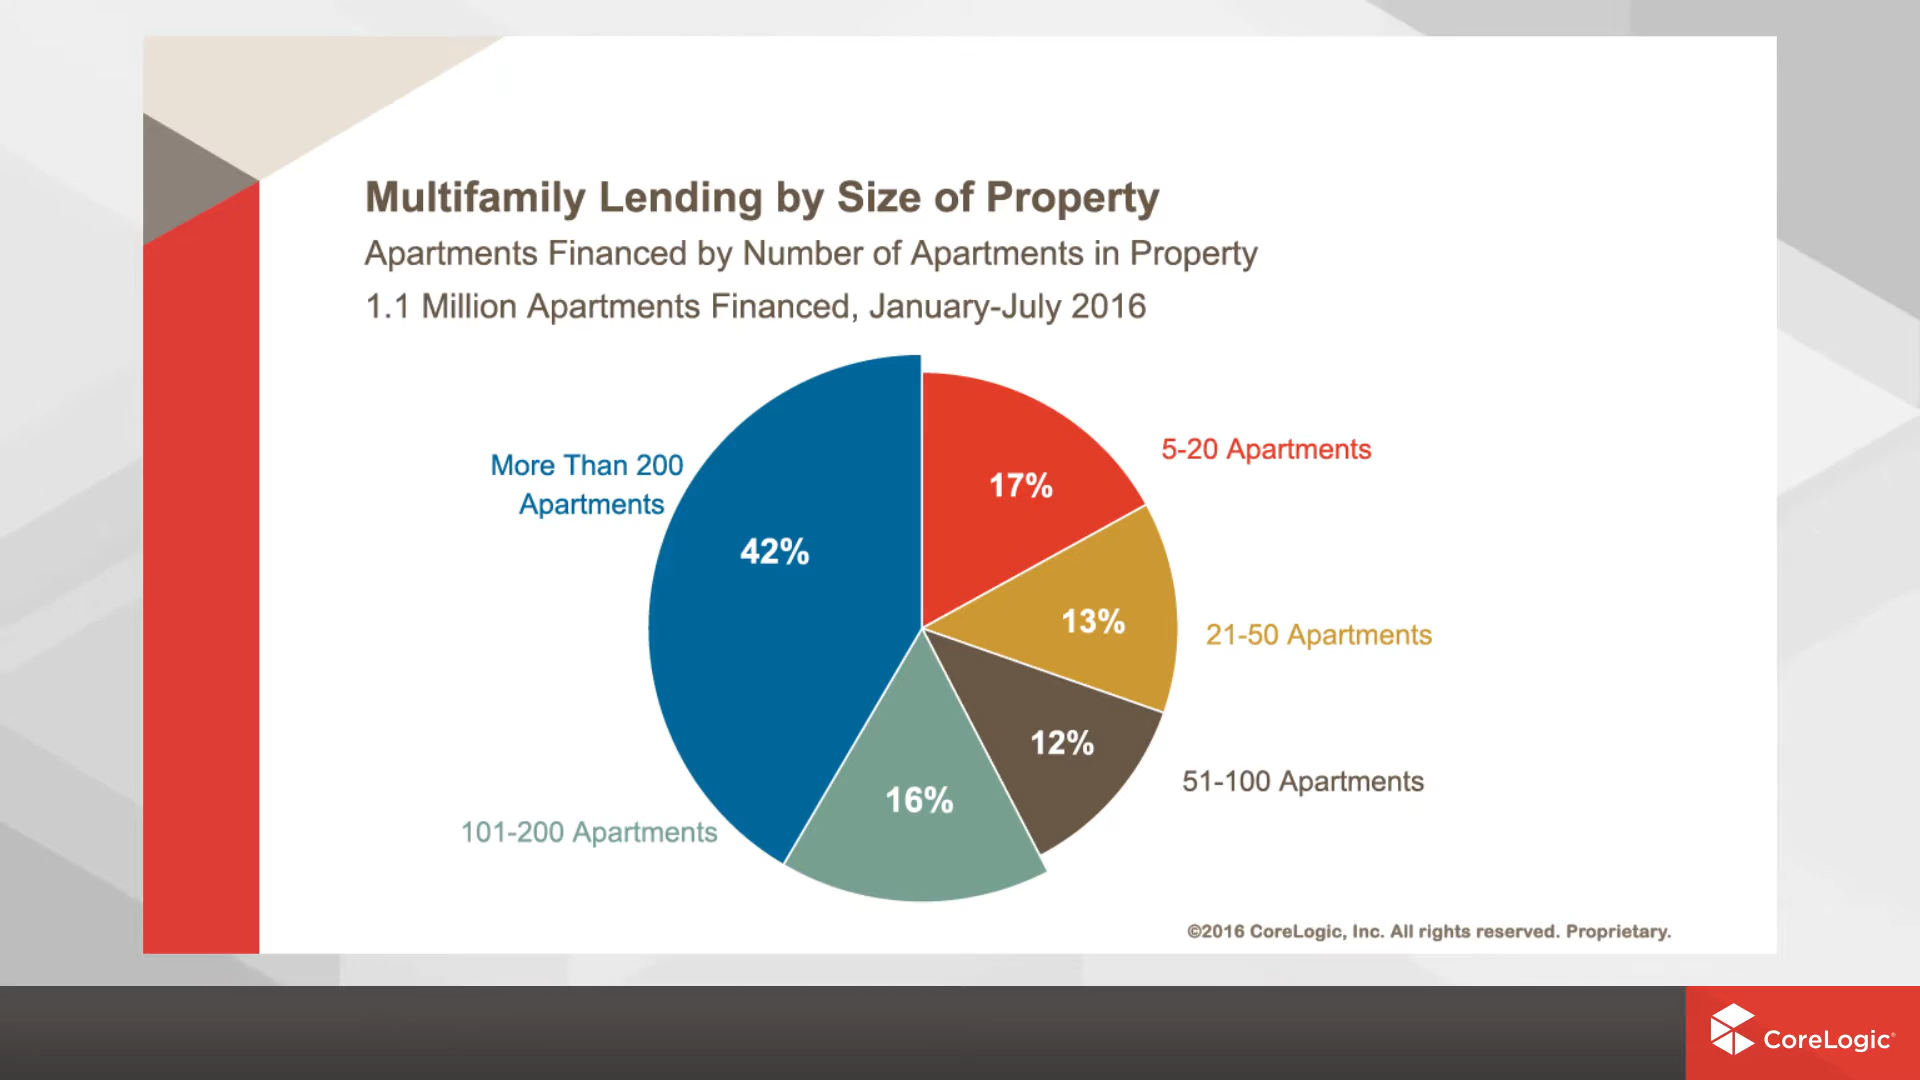 Multifamily Lending by Size of Property
Apartments Financed by Number of Apartments in Property
1.1 Million Apartments Financed, January-July 2016
More Than 200
Apartments
42%
17%
5-20 Apartments
13%
21-50 Apartments
12%
51-100 Apartments
16%
101-200 Apartments
©2016 CoreLogic, Inc. All rights reserved. Proprietary.
CoreLogic®